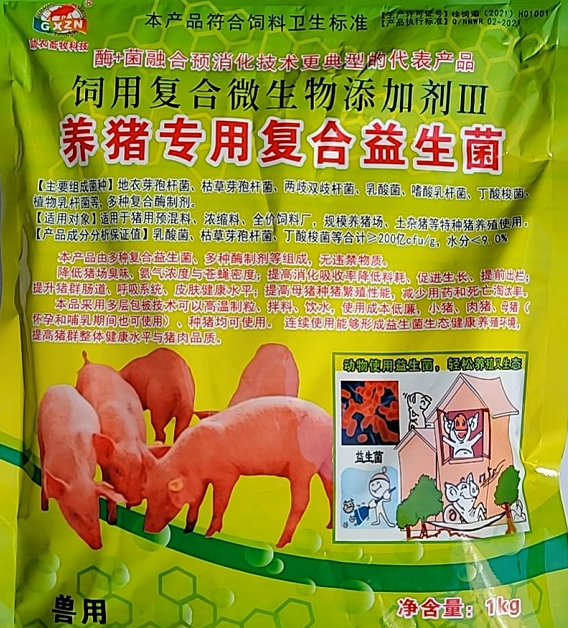 GXZN
本产品符合饲料卫生标准
酶+菌融合预消化技术更典型的代表产品
饲用复合微生物添加剂III
养猪专用复合益生菌
【主要组成菌种】地衣芽孢杆菌、枯草芽孢杆菌、两歧双歧杆菌、乳酸菌、嗜酸乳杆菌、丁酸梭菌、
植物乳杆菌等、多种复合酶制剂。
【适用对象】适用于猪用预混料、浓缩料、全价饲料厂，规模养猪场、土杂猪等特种猪养殖使用。
【产品成分分析保证值】乳酸菌、枯草芽孢杆菌、丁酸梭菌等合计≥200亿cfu/g，水分<9.0%
本产品由多种复合益生菌、多种酶制剂等组成，无违禁物质。
降低猪场臭味、氨气浓度与苍蝇密度；提高消化吸收率降低料耗、促进生长、提前出栏；
提升猪群肠道、呼吸系统、皮肤健康水平；提高母猪种猪繁殖性能，减少用药和死亡淘汰率。
本品采用多层包被技术可以高温制粒、拌料、饮水，使用成本低廉，小猪、肉猪、母猪（
怀孕和哺乳期间也可使用）、种猪均可使用。连续使用能够形成益生菌生态健康养殖环境，
提高猪群整体健康水平与猪肉品质。
动物使用益生菌，轻松养殖又生态
益生菌
兽用
净含量：1kg